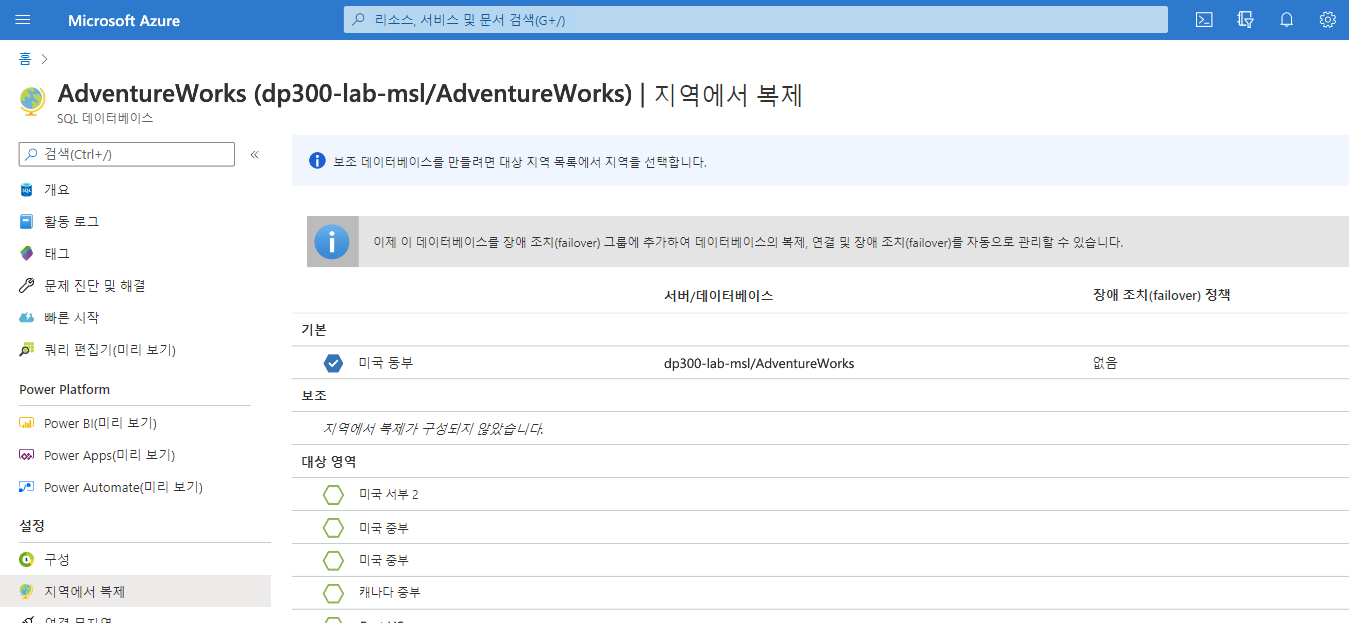 Microsoft Azure
리소스, 서비스 및 문서 검색(G+/)
홈
AdventureWorks (dp300-lab-msl/AdventureWorks) | 지역에서 복제
SQL 데이터베이스
검색(Ctrl+/)
«
개요
활동 로그
태그
문제 진단 및 해결
빠른 시작
쿼리 편집기(미리 보기)
Power Platform
Power BI(미리 보기)
Power Apps(미리 보기)
Power Automate(미리 보기)
설정
구성
지역에서 복제
보조 데이터베이스를 만들려면 대상 지역 목록에서 지역을 선택합니다.
이제 이 데이터베이스를 장애 조치(failover) 그룹에 추가하여 데이터베이스의 복제, 연결 및 장애 조치(failover)를 자동으로 관리할 수 있습니다.
서버/데이터베이스 장애 조치(failover) 정책
기본
미국 동부 dp300-lab-msl/AdventureWorks 없음
보조
지역에서 복제가 구성되지 않았습니다.
대상 영역
미국 서부 2
미국 중부
미국 중부
캐나다 중부